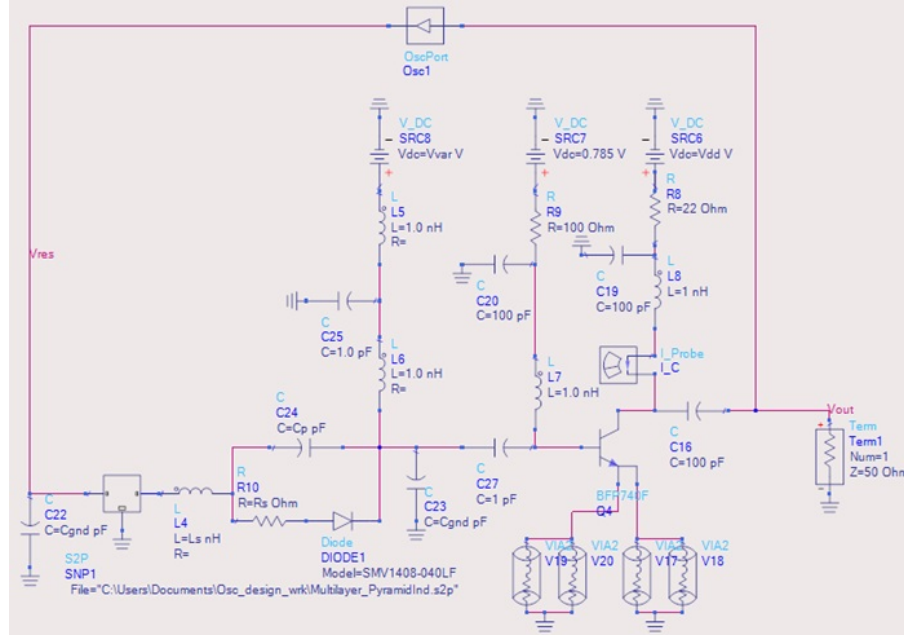 OscPort
Osc1
V_DC
SRC8
Vdc=Vvar V
V_DC
SRC7
Vdc=0.785 V
V_DC
SRC6
Vdc=Vdd V
L
L5
L=1.0 nH
R=
R
R9
R=100 Ohm
R
R8
R=22 Ohm
Vres
C
C25
C=1.0 pF
C
C20
C=100 pF
C
C19
C=100 pF
L
L8
L=1 nH
L
L6
L=1.0 nH
R=
L
L7
L=1.0 nH
I_Probe
I_C
C
C24
C=Cp pF
Vout
C
C16
C=100 pF
Term
Term1
Num=1
Z=50 Ohm
R
R10
R=Rs Ohm
C
C22
C=Cgnd pF
L
L4
L=Ls nH
R=
C
C23
C=Cgnd pF
C
C27
C=1 pF
BFP740F
Q4
Diode
DIODE1
Model=SMV1408-040LF
S2P
SNP1
File="C:\Users\Documents\Osc_design_wrk\Multilayer_PyramidInd.s2p"
VIA2
V19
VIA2
V20
VIA2
V17
VIA2
V18